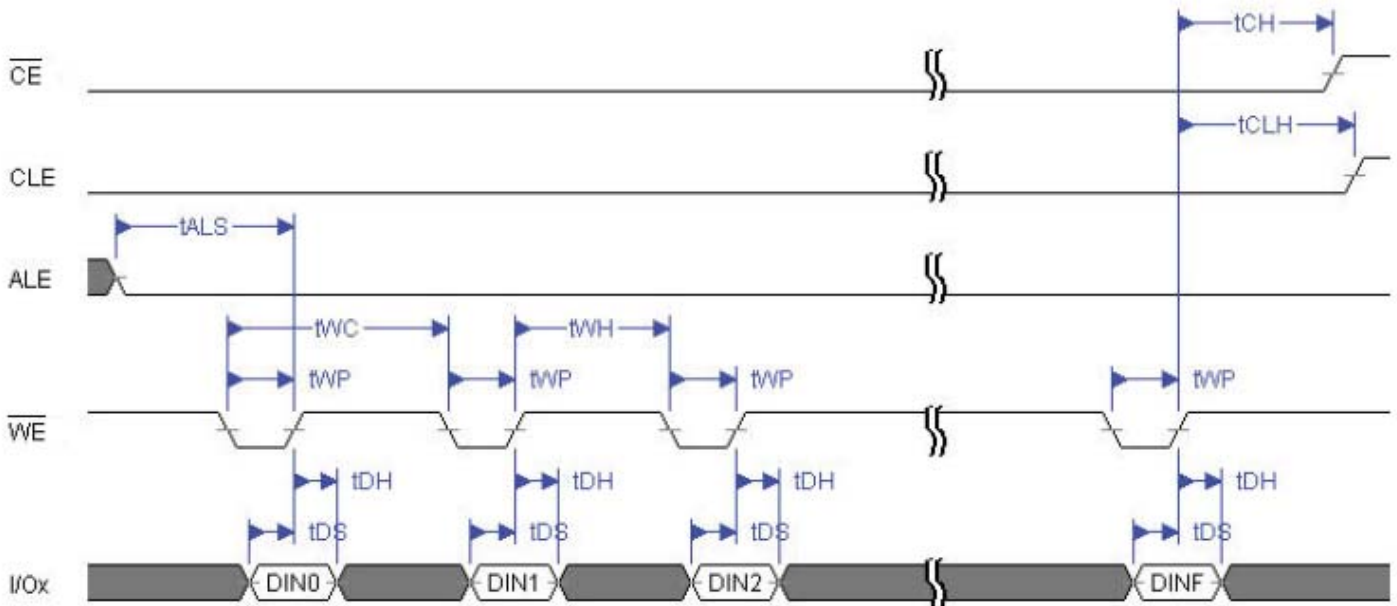 tCH
CE
tCLH
CLE
tALS
ALE
tWC tWH
tWP tWP tWP tWP
WE
tDH tDH tDH tDH
tDS tDS tDS tDS
I/Ox DIN0 DIN1 DIN2 DINF